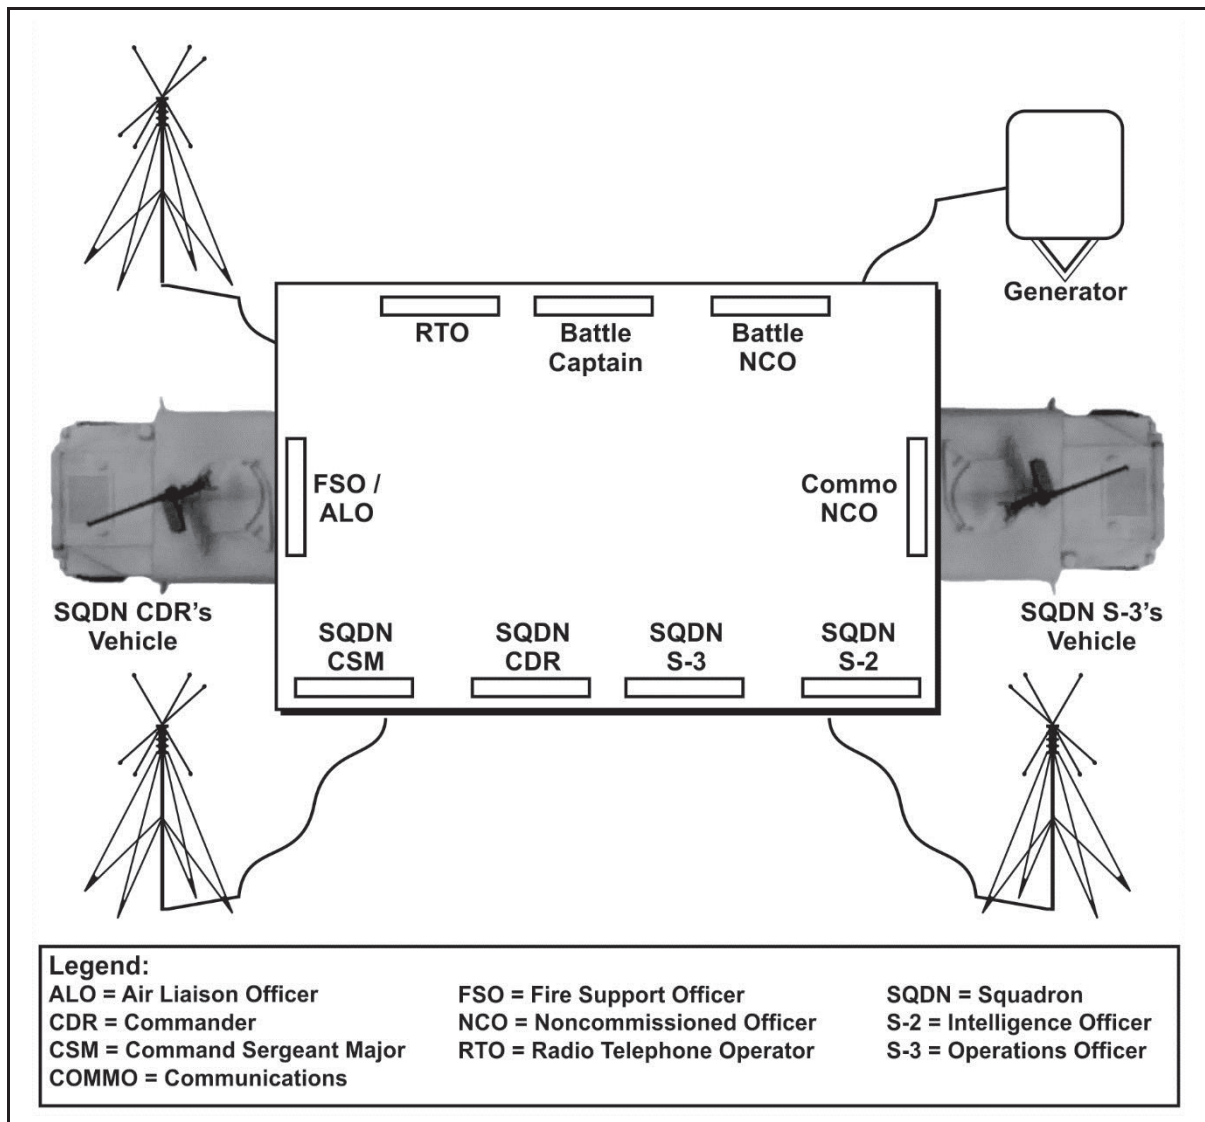 Generator
RTO
Battle
Captain
Battle
NCO
FSO /
ALO
Commo
NCO
SQDN CDR's
Vehicle
SQDN S-3's
Vehicle
SQDN
CSM
SQDN
CDR
SQDN
S-3
SQDN
S-2
Legend:
ALO = Air Liaison Officer
CDR = Commander
CSM = Command Sergeant Major
COMMO = Communications
FSO = Fire Support Officer
NCO = Noncommissioned Officer
RTO = Radio Telephone Operator
SQDN = Squadron
S-2 = Intelligence Officer
S-3 = Operations Officer